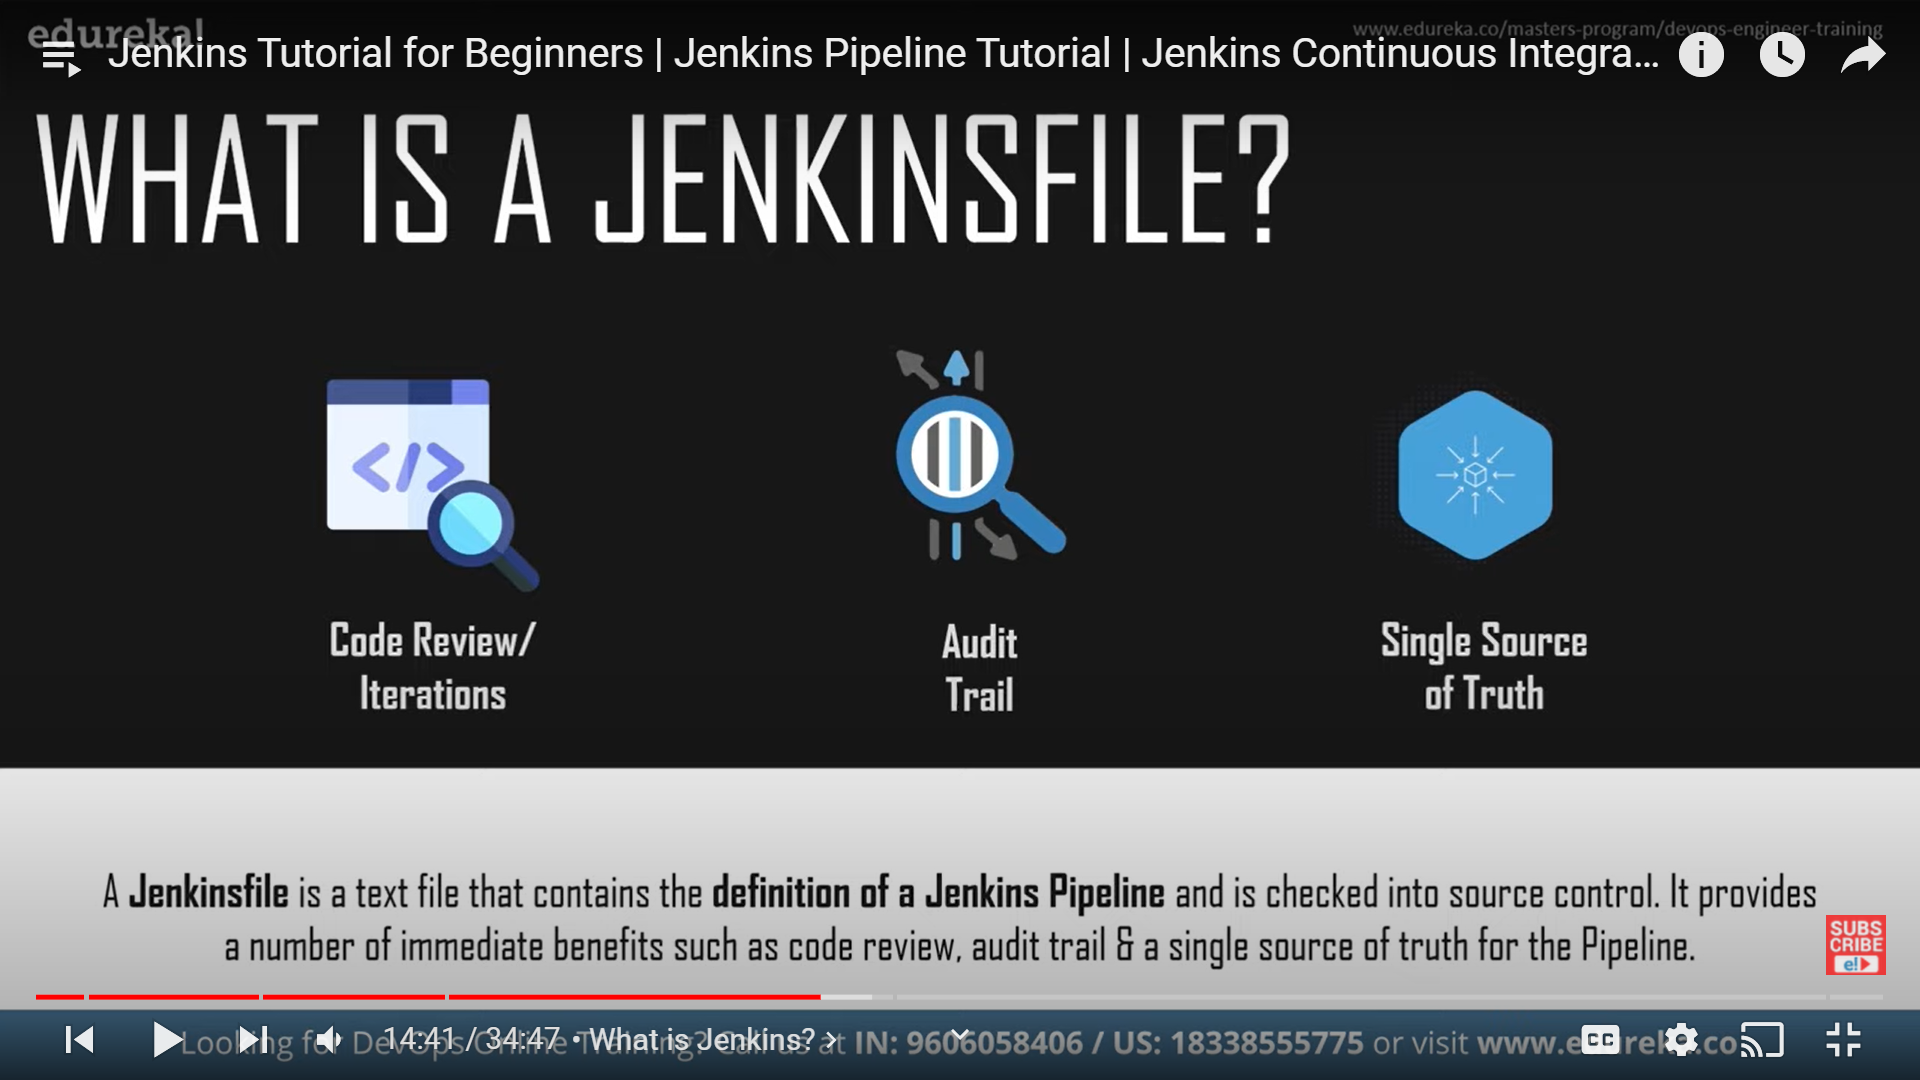 edureka!
www.edureka.co/masters-program/devops-engineer-training
Jenkins Tutorial for Beginners | Jenkins Pipeline Tutorial | Jenkins Continuous Integra...
WHAT IS A JENKINSFILE?
</>
Code Review/
Iterations
Audit
Trail
Single Source
of Truth
A Jenkinsfile is a text file that contains the definition of a Jenkins Pipeline and is checked into source control. It provides
a number of immediate benefits such as code review, audit trail & a single source of truth for the Pipeline.
SUBS
CRIBE
e!
14:41 / 34:47 • What is Jenkins? ›
Looking for DevOps Online Training? Call us at IN: 9606058406 / US: 18338555775 or visit www.edureka.co
CC